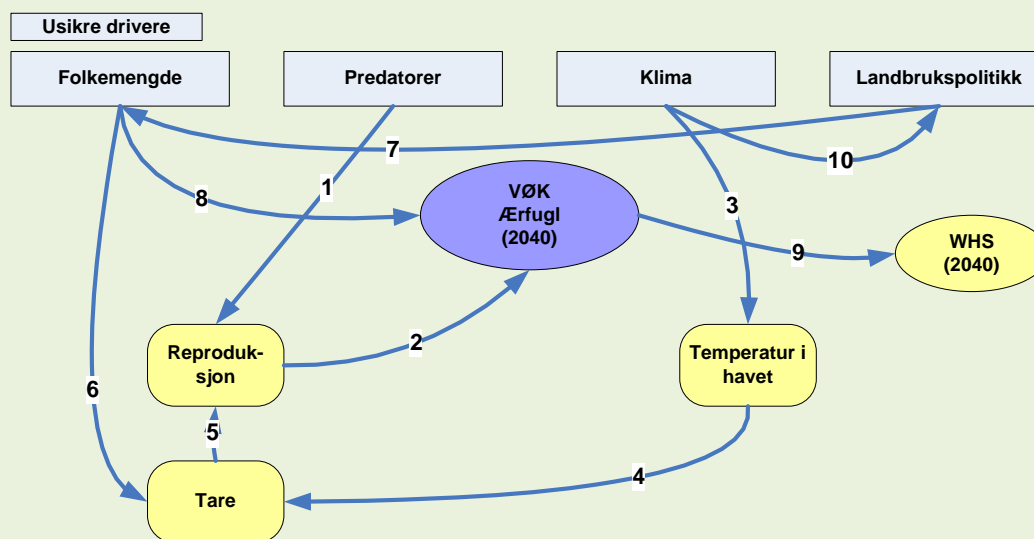 Usikre drivere
Folkemengde
Predatorer
Klima
Landbrukspolitikk
7
10
1
8
3
VØK
Ærfugl
(2040)
9
WHS
(2040)
2
Reproduk-
sjon
Temperatur i
havet
6
5
4
Tare